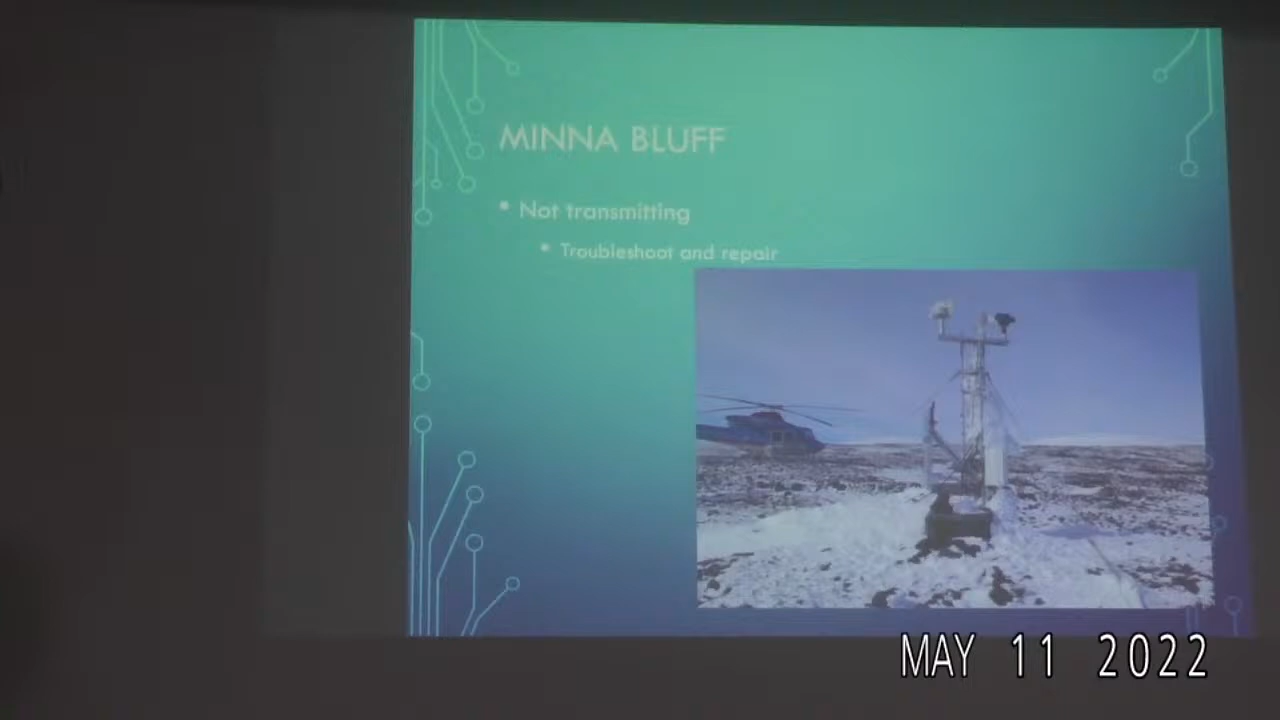 MINNA BLUFF
• Not transmitting
• Troubleshoot and repair
MAY 11 2022